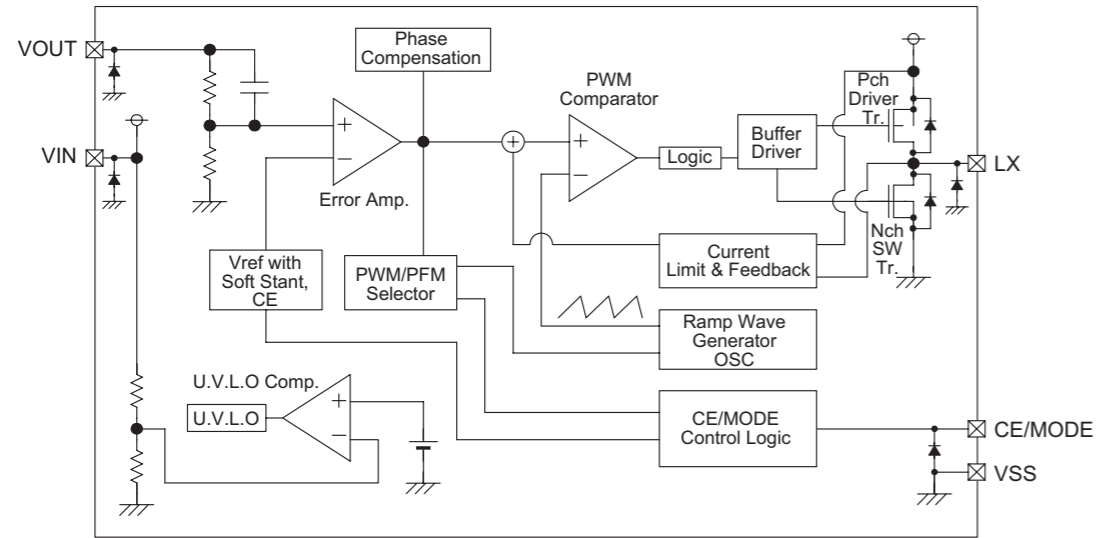 VOUT
Phase
Compensation
PWM
Comparator
Pch
Driver
Tr.
VIN
+
−
Error Amp.
+
+
−
Logic
Buffer
Driver
LX
Nch
SW
Tr.
Vref with
Soft Stant,
CE
PWM/PFM
Selector
Current
Limit & Feedback
Ramp Wave
Generator
OSC
U.V.L.O Comp.
U.V.L.O
+
−
CE/MODE
Control Logic
CE/MODE
VSS